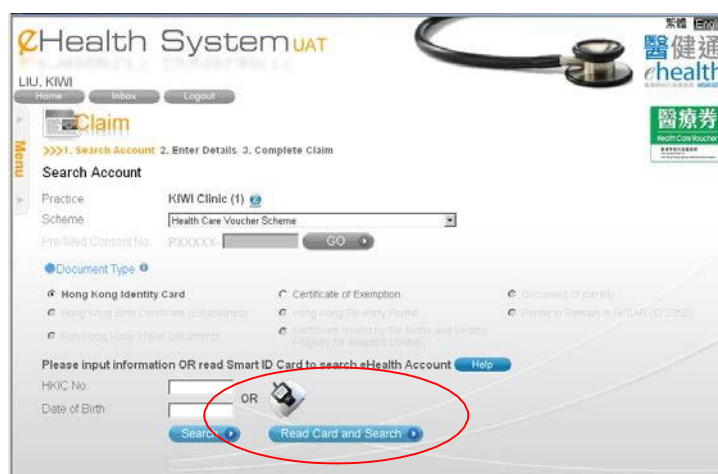 eHealth System UAT
繁體 Engl
醫健通
ehealth
LIU, KIWI
Home Inbox Logout
醫療券
Health Care Voucher
Claim
Menu
>>>1. Search Account 2. Enter Details 3. Complete Claim
Search Account
Practice KIWI Clinic (1)
Scheme Health Care Voucher Scheme
Pre-filled Consent No. PXXXXX- GO
Document Type
Hong Kong Identity Card Certificate of Exemption Document of Identity
Hong Kong Birth Certificate (Established) Hong Kong Re-entry Permit Permit to Remain in HKSAR (ID 235B)
Non Hong Kong Travel Documents Certificate issued by the Births and Deaths
Registry for adopted children
Please input information OR read Smart ID Card to search eHealth Account Help
HKIC No.
OR
Date of Birth
Search Read Card and Search